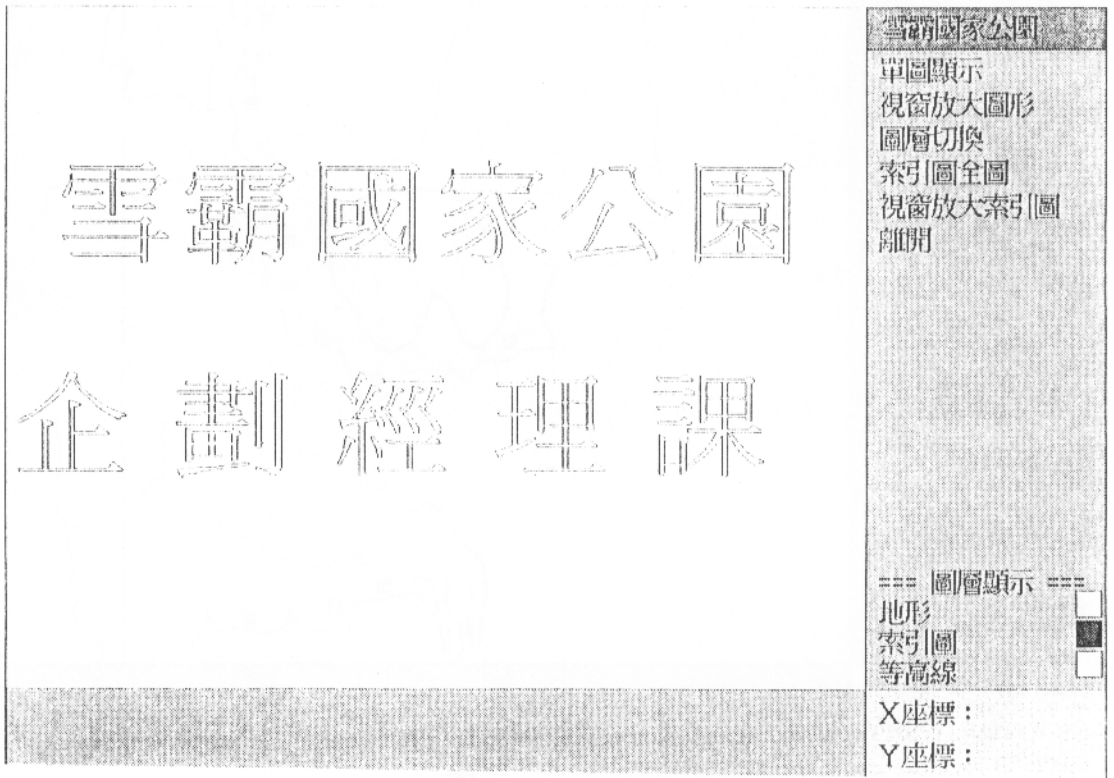 雪霸國家公園
企劃經理課
雪霸國家公園
單圖顯示
視窗放大圖形
圖層切換
索引圖全圖
視窗放大索引圖
離開
=== 圖層顯示 ===
地形
索引圖
等高線
X座標：
Y座標：